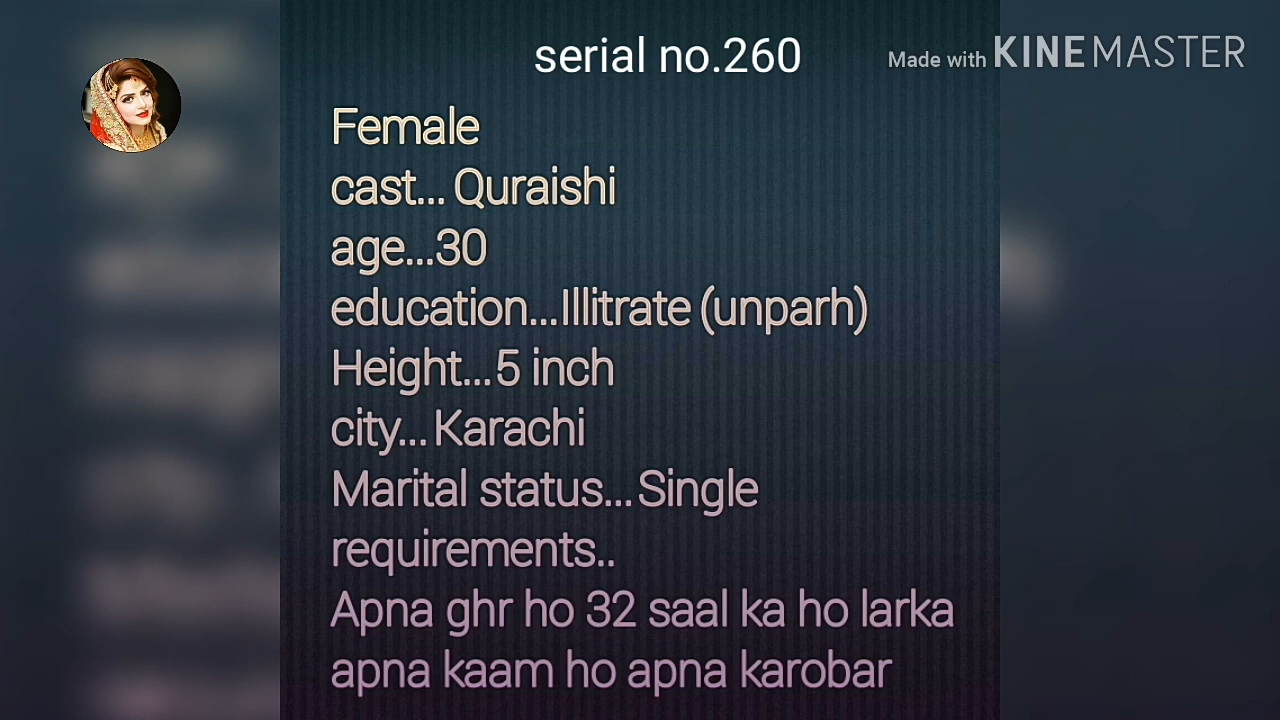 serial no.260
Made with KINEMASTER
Female
cast... Quraishi
age...30
education...Illitrate (unparh)
Height...5 inch
city... Karachi
Marital status... Single
requirements..
Apna ghr ho 32 saal ka ho larka
apna kaam ho apna karobar